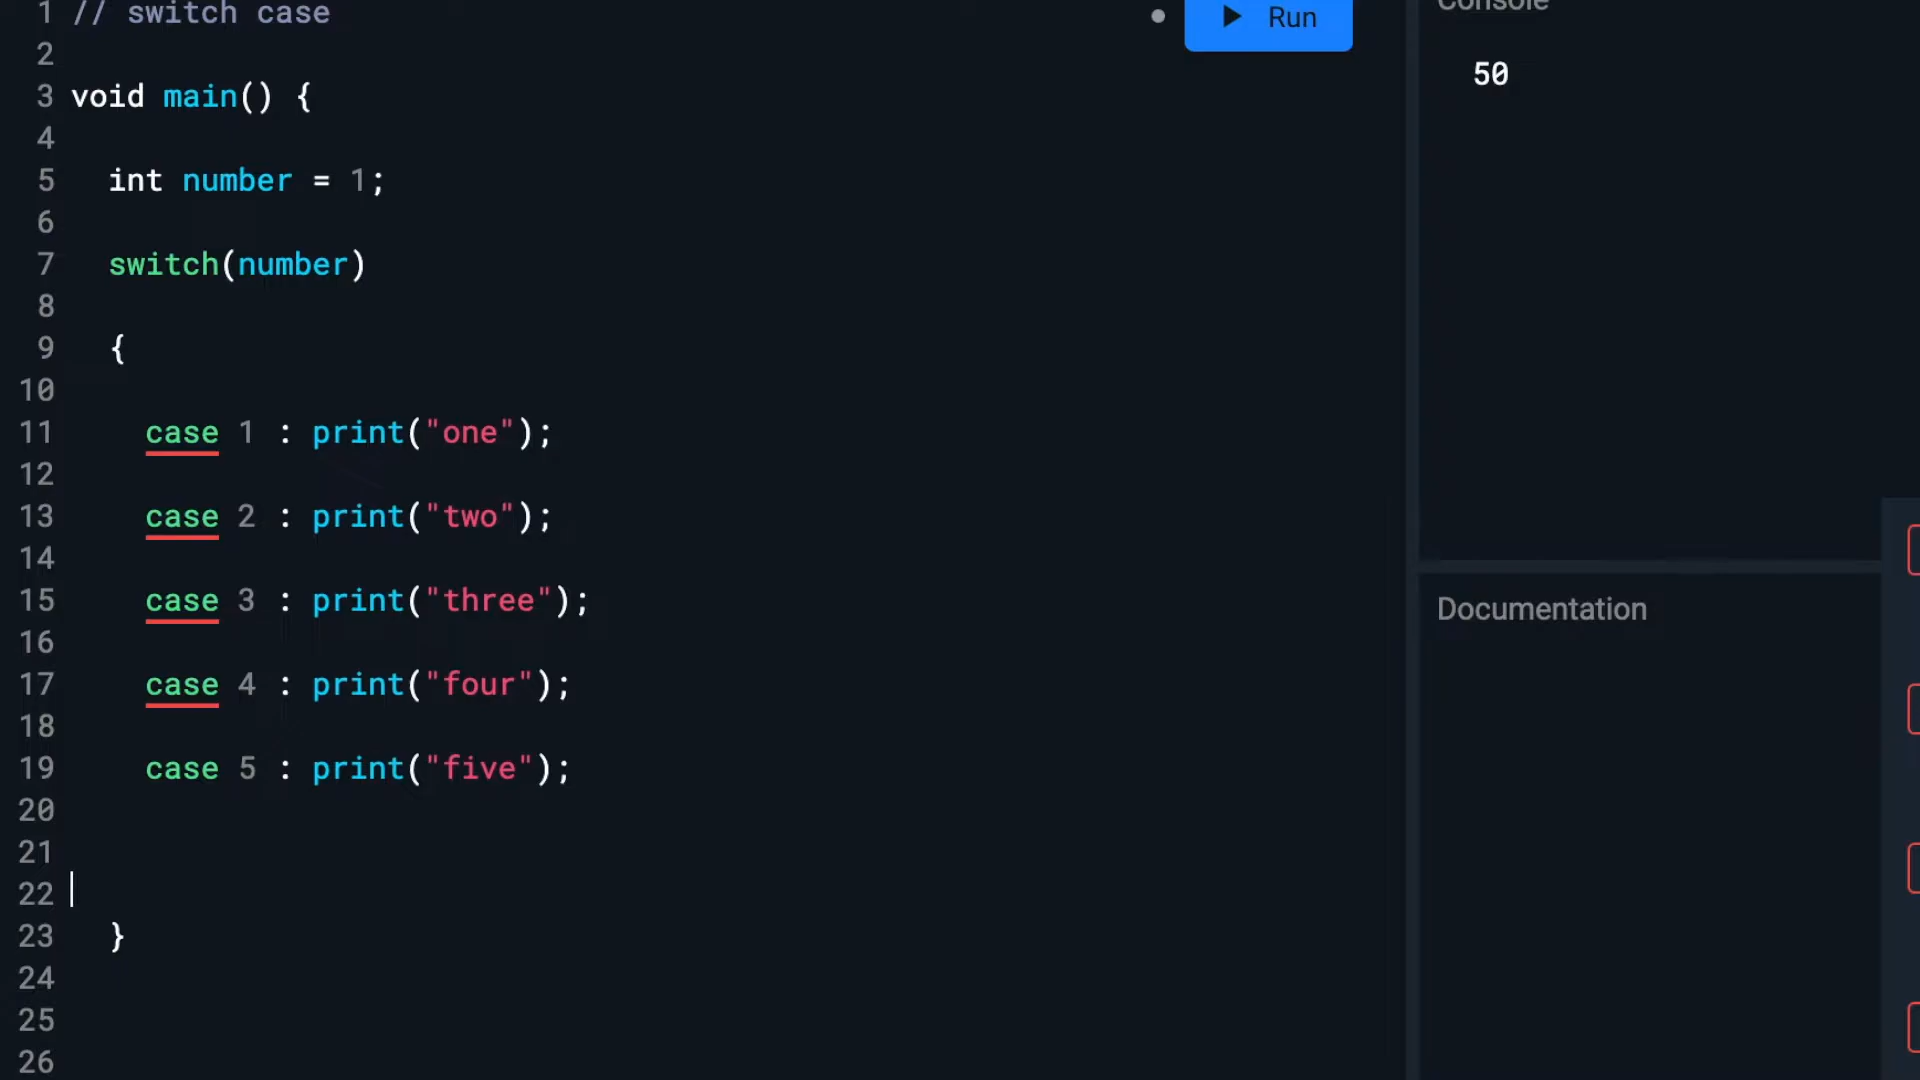 1 // switch case
Run
Console
2
50
3 void main() {
4
5 int number = 1;
6
7 switch(number)
8
9 {
10
11 case 1 : print("one");
12
13 case 2 : print("two");
14
15 case 3 : print("three");
Documentation
16
17 case 4 : print("four");
18
19 case 5 : print("five");
20
21
22
23 }
24
25
26